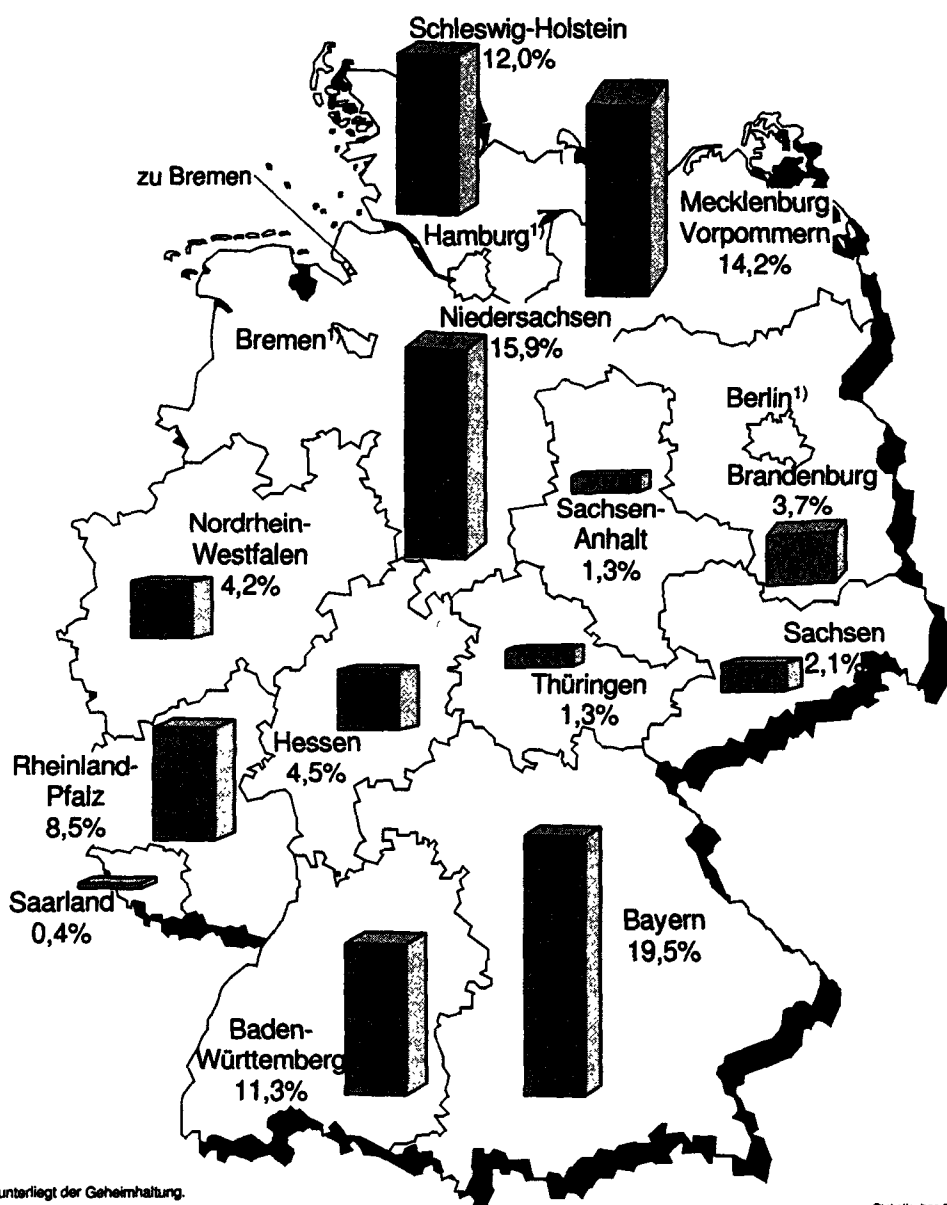 Schleswig-Holstein
12,0%
zu Bremen
Hamburg¹⁾
Mecklenburg
Vorpommern
14,2%
Niedersachsen
15,9%
Bremen¹⁾
Berlin¹⁾
Brandenburg
3,7%
Sachsen-
Anhalt
1,3%
Nordrhein-
Westfalen
4,2%
Sachsen
2,1%
Thüringen
1,3%
Hessen
4,5%
Rheinland-
Pfalz
8,5%
Saarland
0,4%
Bayern
19,5%
Baden-
Württemberg
11,3%
unterliegt der Geheimhaltung.